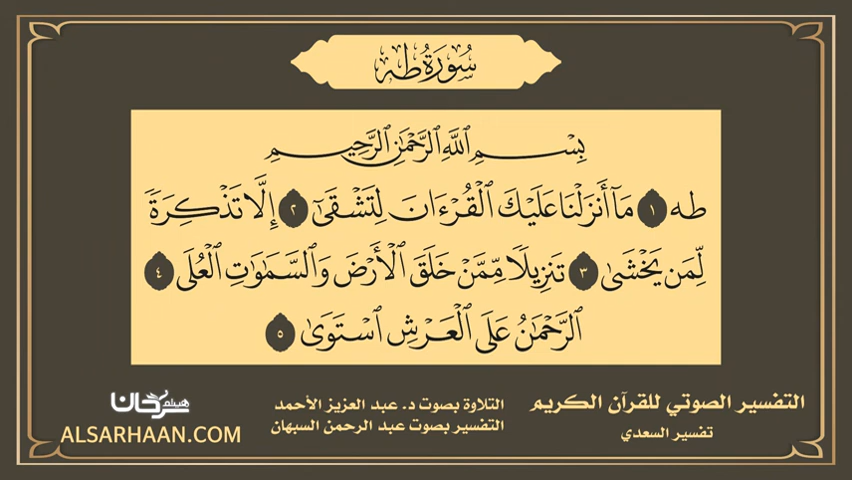 سُورَةُ طه
بِسْمِ ٱللَّهِ ٱلرَّحْمَٰنِ ٱلرَّحِيمِ
طه ١ مَآ أَنزَلْنَا عَلَيْكَ ٱلْقُرْءَانَ لِتَشْقَىٰٓ ٢ إِلَّا تَذْكِرَةً
لِّمَن يَخْشَىٰ ٣ تَنزِيلًا مِّمَّنْ خَلَقَ ٱلْأَرْضَ وَٱلسَّمَٰوَٰتِ ٱلْعُلَى ٤
ٱلرَّحْمَٰنُ عَلَى ٱلْعَرْشِ ٱسْتَوَىٰ ٥
التفسير الصوتي للقرآن الكريم
تفسير السعدي
التلاوة بصوت د. عبد العزيز الأحمد
التفسير بصوت عبد الرحمن السبهان
هيثم سرحان
ALSARHAAN.COM